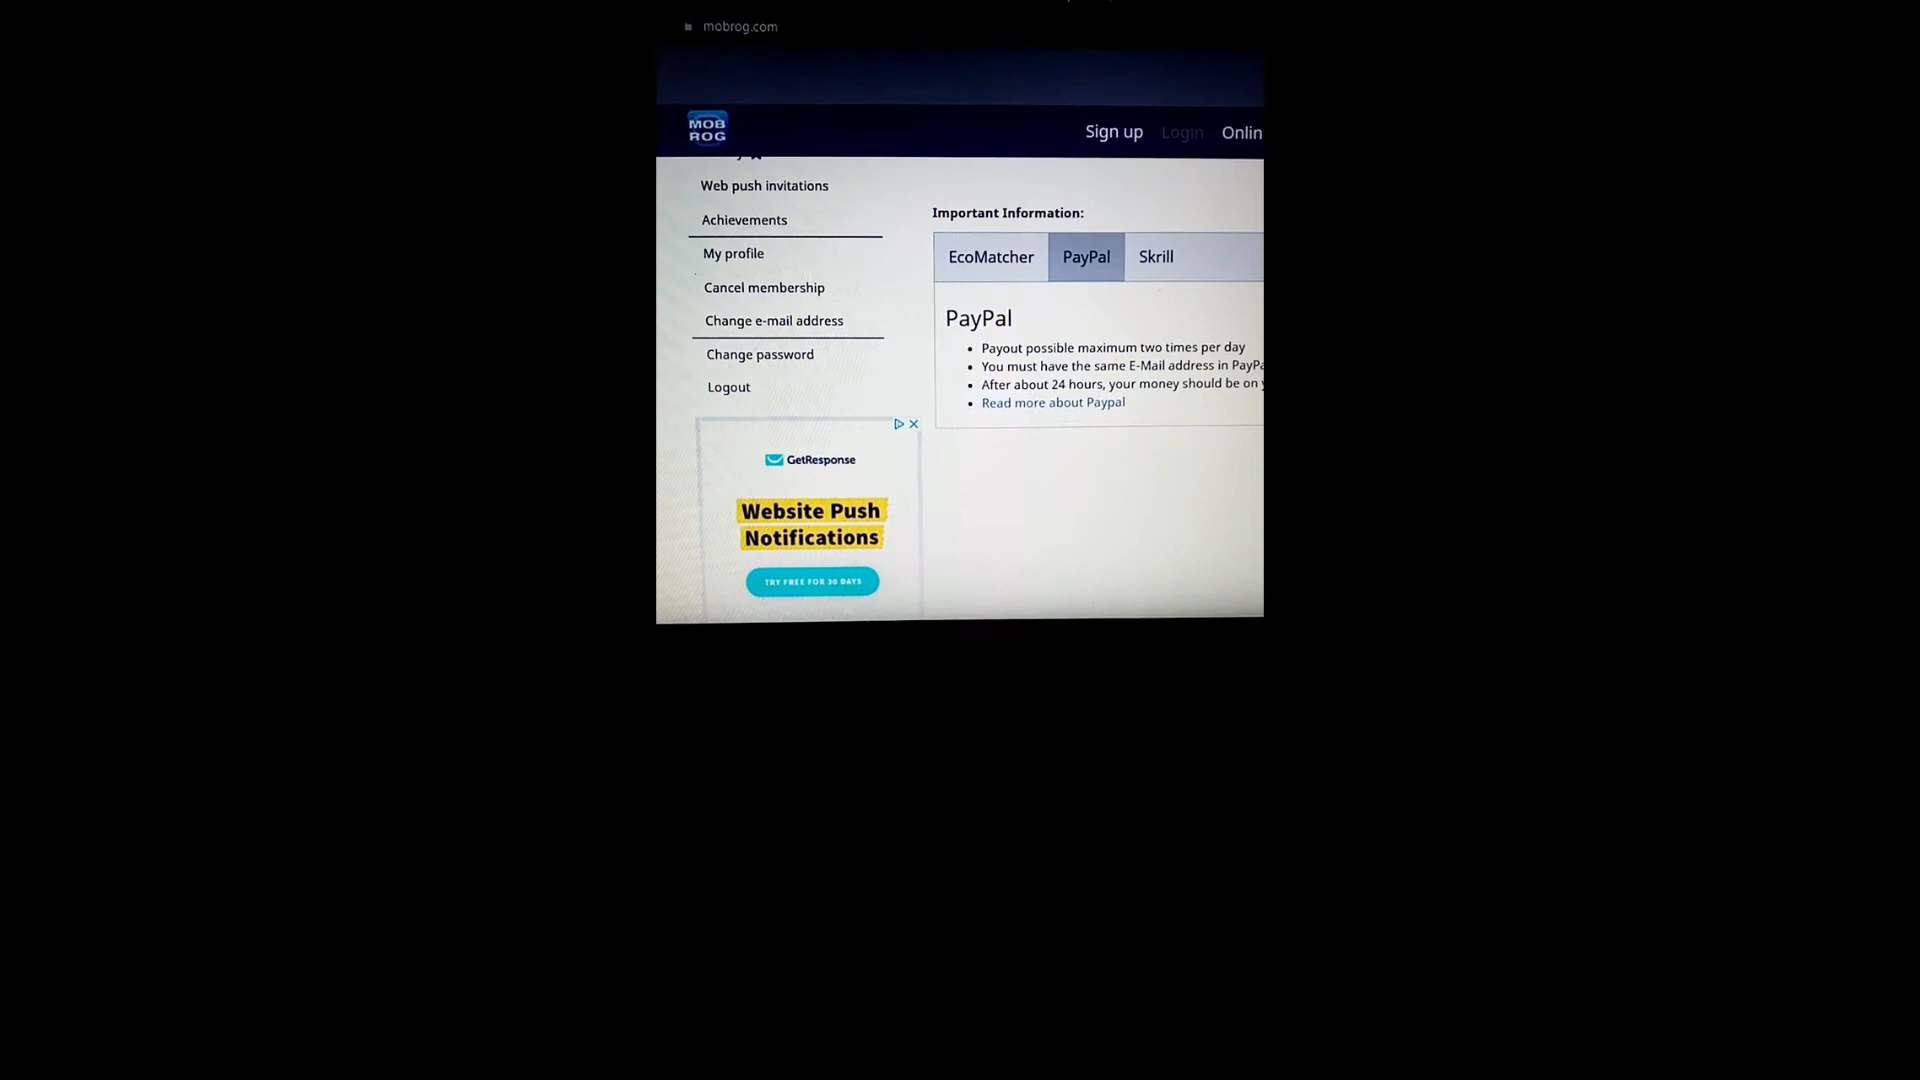 mobrog.com
MOB
ROG
Sign up Login Onlin
Web push invitations
Achievements
My profile
Cancel membership
Change e-mail address
Change password
Logout
Important Information:
EcoMatcher PayPal Skrill
PayPal
• Payout possible maximum two times per day
• You must have the same E-Mail address in PayPa
• After about 24 hours, your money should be on
• Read more about Paypal
GetResponse
Website Push
Notifications
TRY FREE FOR 30 DAYS